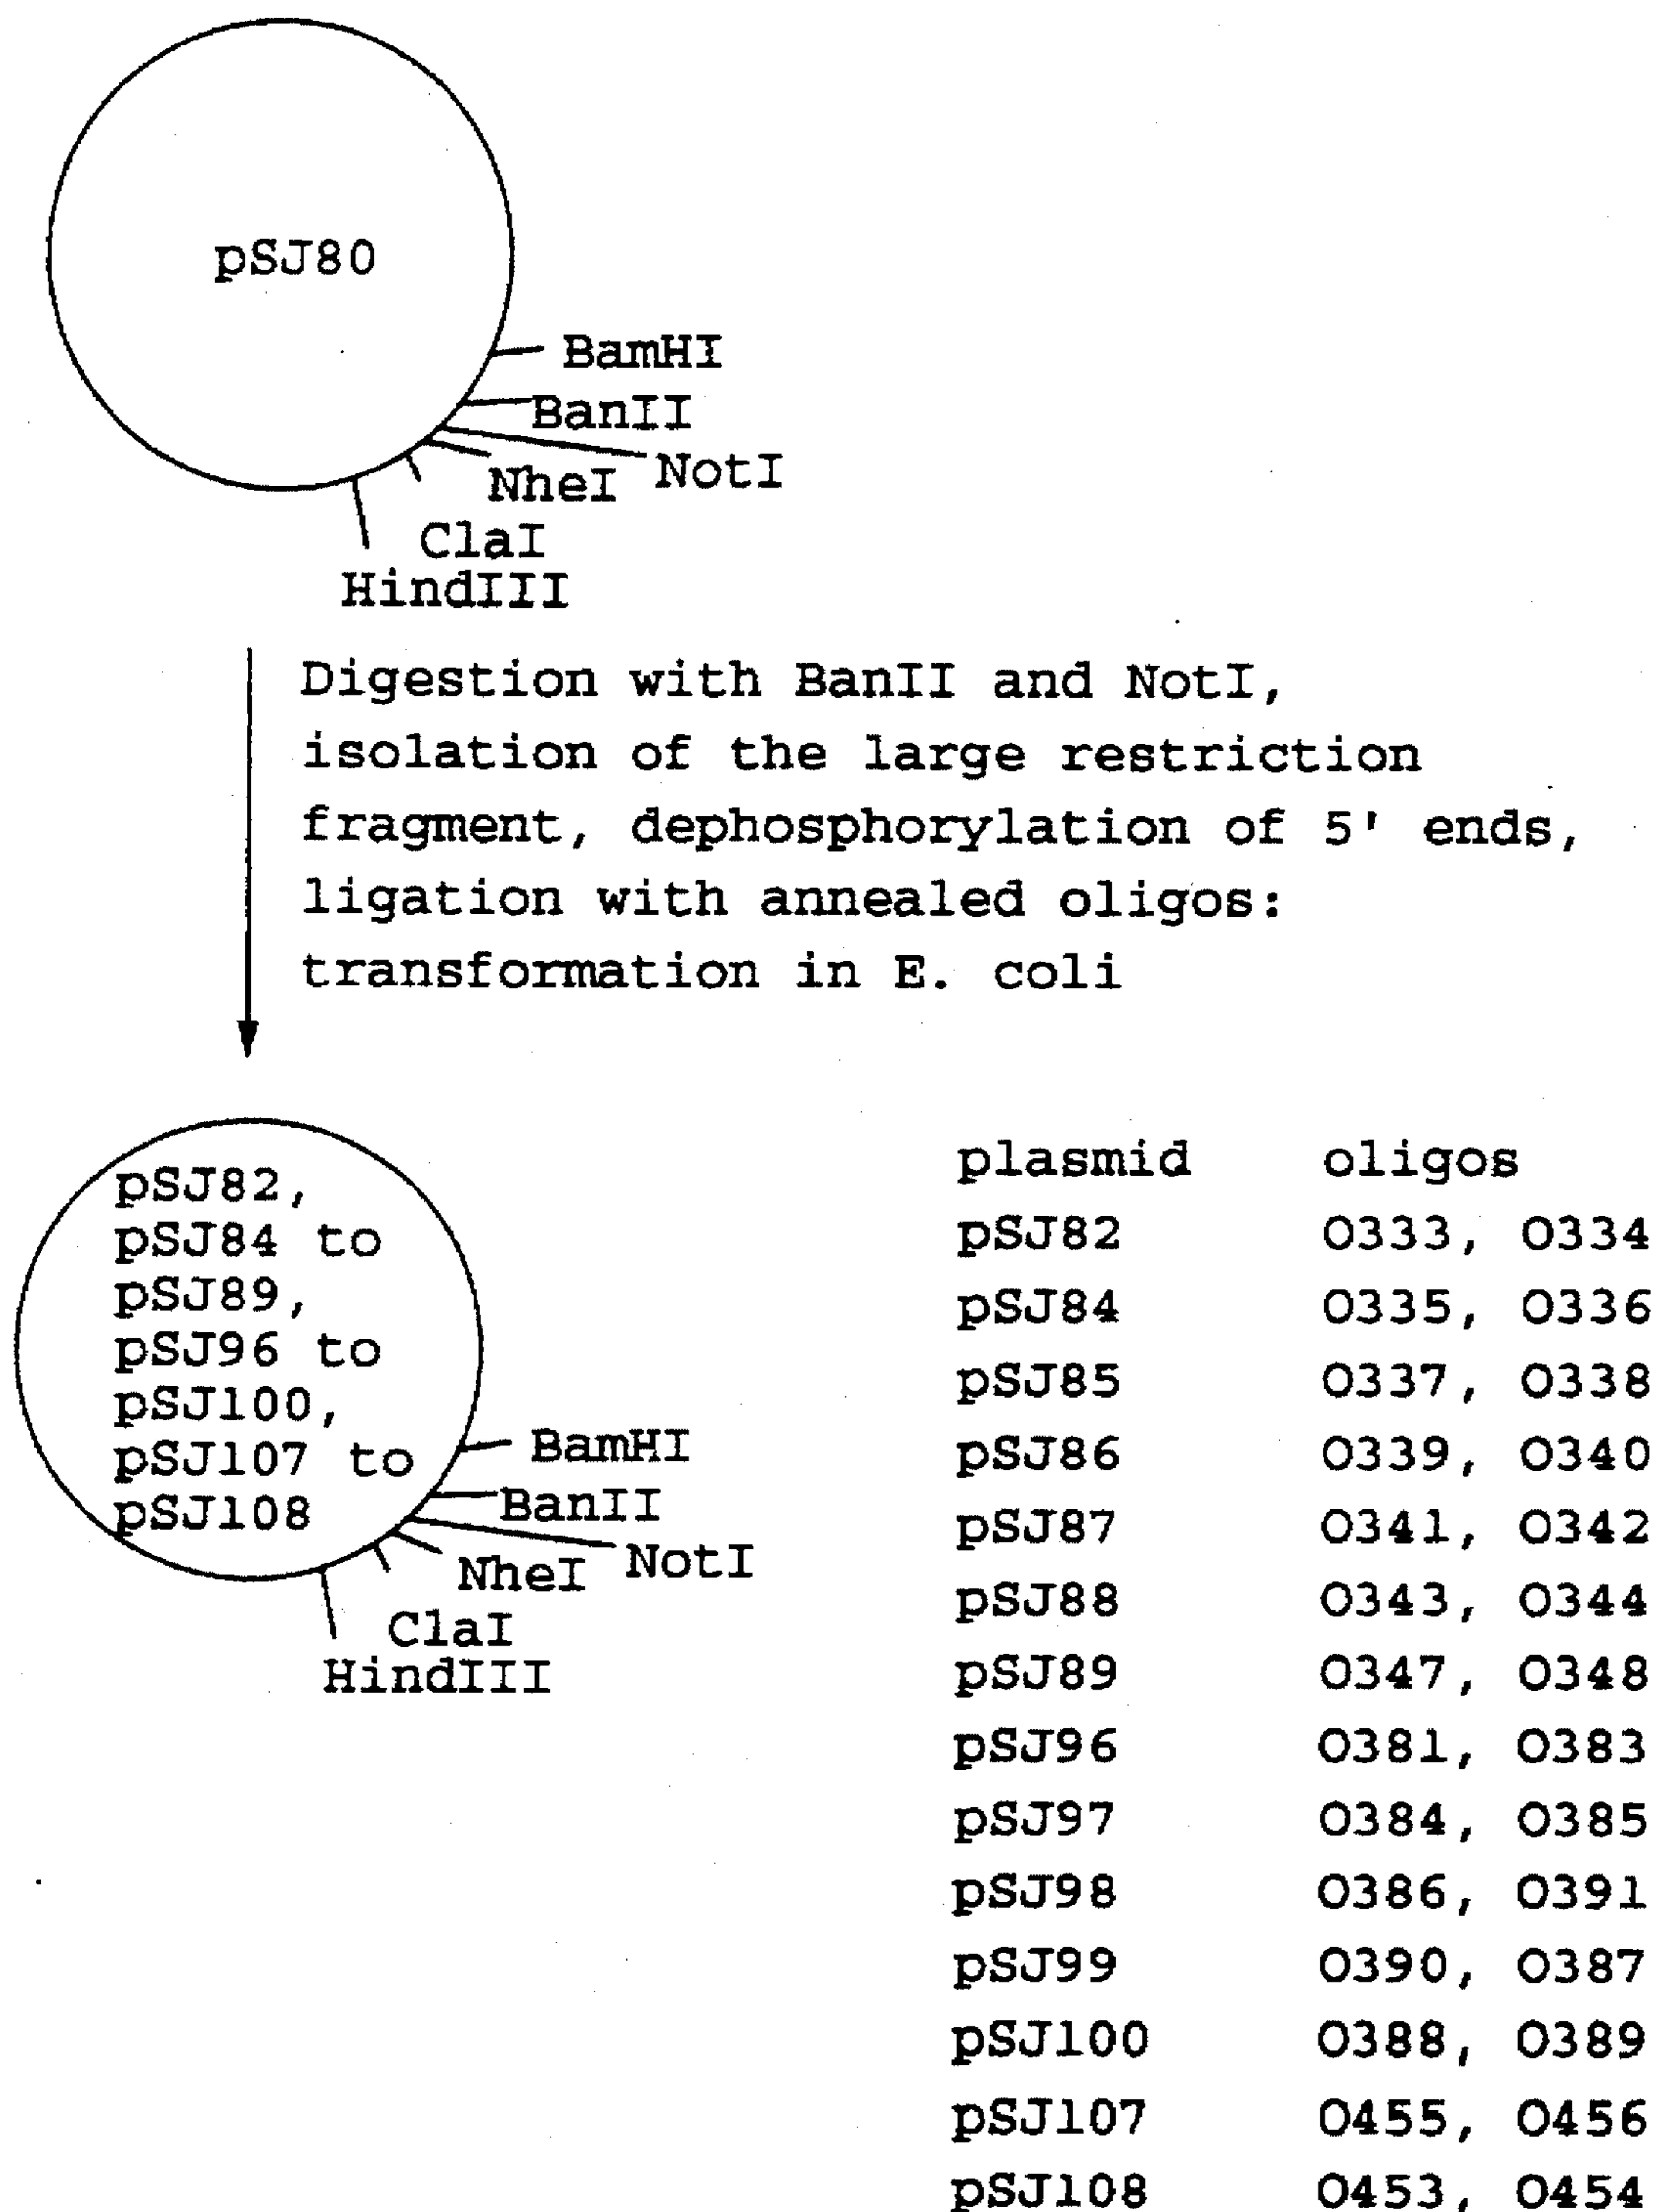 pSJ80
BamHI
BanII
NotI
NheI
ClaI
HindIII
Digestion with BanII and NotI,
isolation of the large restriction
fragment, dephosphorylation of 5' ends,
ligation with annealed oligos:
transformation in E. coli
pSJ82,
pSJ84 to
pSJ89,
pSJ96 to
pSJ100,
pSJ107 to
pSJ108
BamHI
BanII
NotI
NheI
ClaI
HindIII
plasmid oligos
pSJ82 O333, O334
pSJ84 O335, O336
pSJ85 O337, O338
pSJ86 O339, O340
pSJ87 O341, O342
pSJ88 O343, O344
pSJ89 O347, O348
pSJ96 O381, O383
pSJ97 O384, O385
pSJ98 O386, O391
pSJ99 O390, O387
pSJ100 O388, O389
pSJ107 O455, O456
pSJ108 O453, O454